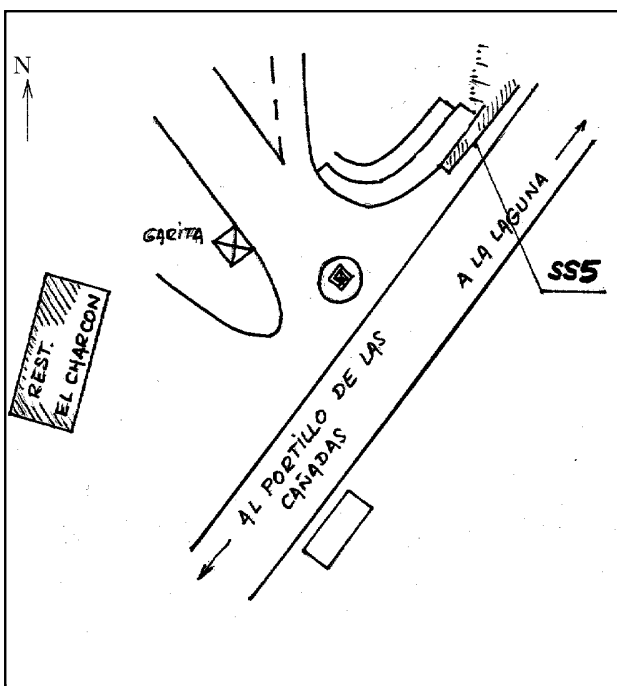 N
GARITA
A LA LAGUNA
SS5
REST.
EL CHARCON
AL PORTILLO DE LAS
CAÑADAS